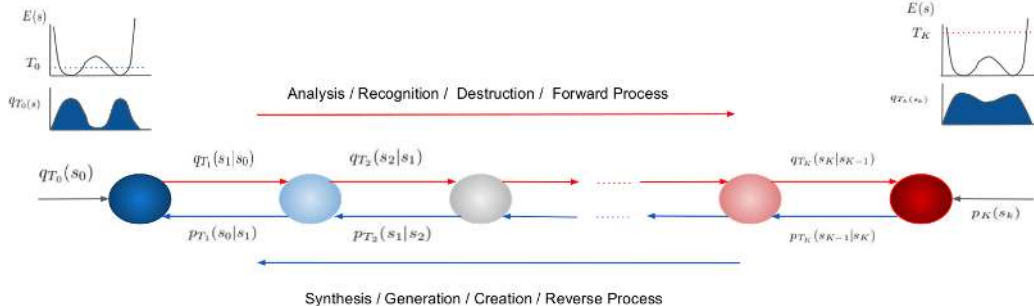 E(s)
T_0
q_{T_0(s)}
E(s)
T_K
q_{T_k(s_k)}
Analysis / Recognition / Destruction / Forward Process
q_{T_0}(s_0)
q_{T_1}(s_1|s_0)
q_{T_2}(s_2|s_1)
q_{T_K}(s_K|s_{K-1})
p_{T_1}(s_0|s_1)
p_{T_2}(s_1|s_2)
p_{T_K}(s_{K-1}|s_K)
p_K(s_k)
Synthesis / Generation / Creation / Reverse Process